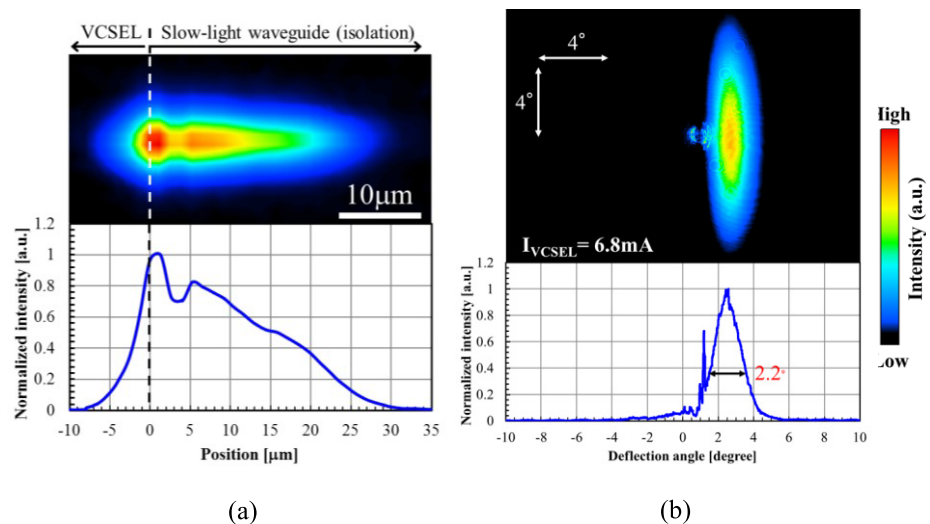 VCSEL Slow-light waveguide (isolation)
10μm
Normalized intensity [a.u.]
1.2
1
0.8
0.6
0.4
0.2
0
-10 -5 0 5 10 15 20 25 30 35
Position [μm]
(a)
4°
4°
I_VCSEL= 6.8mA
Normalized intensity [a.u.]
1.2
1
0.8
0.6
0.4
0.2
0
2.2°
-10 -8 -6 -4 -2 0 2 4 6 8 10
Deflection angle [degree]
(b)
High
Intensity (a.u.)
Low